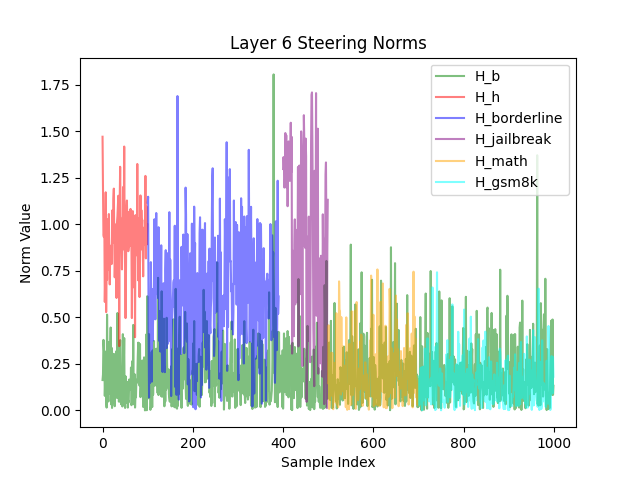 Layer 6 Steering Norms
Norm Value
1.75
1.50
1.25
1.00
0.75
0.50
0.25
0.00
H_b
H_h
H_borderline
H_jailbreak
H_math
H_gsm8k
0
200
400
600
800
1000
Sample Index